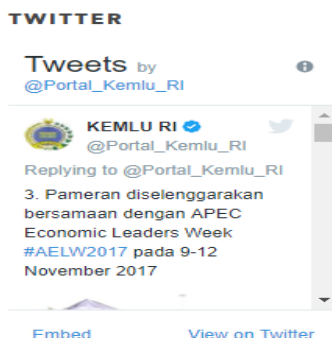 TWITTER
Tweets by
@Portal_Kemlu_RI
KEMLU RI
@Portal_Kemlu_RI
Replying to @Portal_Kemlu_RI
3. Pameran diselenggarakan
bersamaan dengan APEC
Economic Leaders Week
#AELW2017 pada 9-12
November 2017
Embed View on Twitter